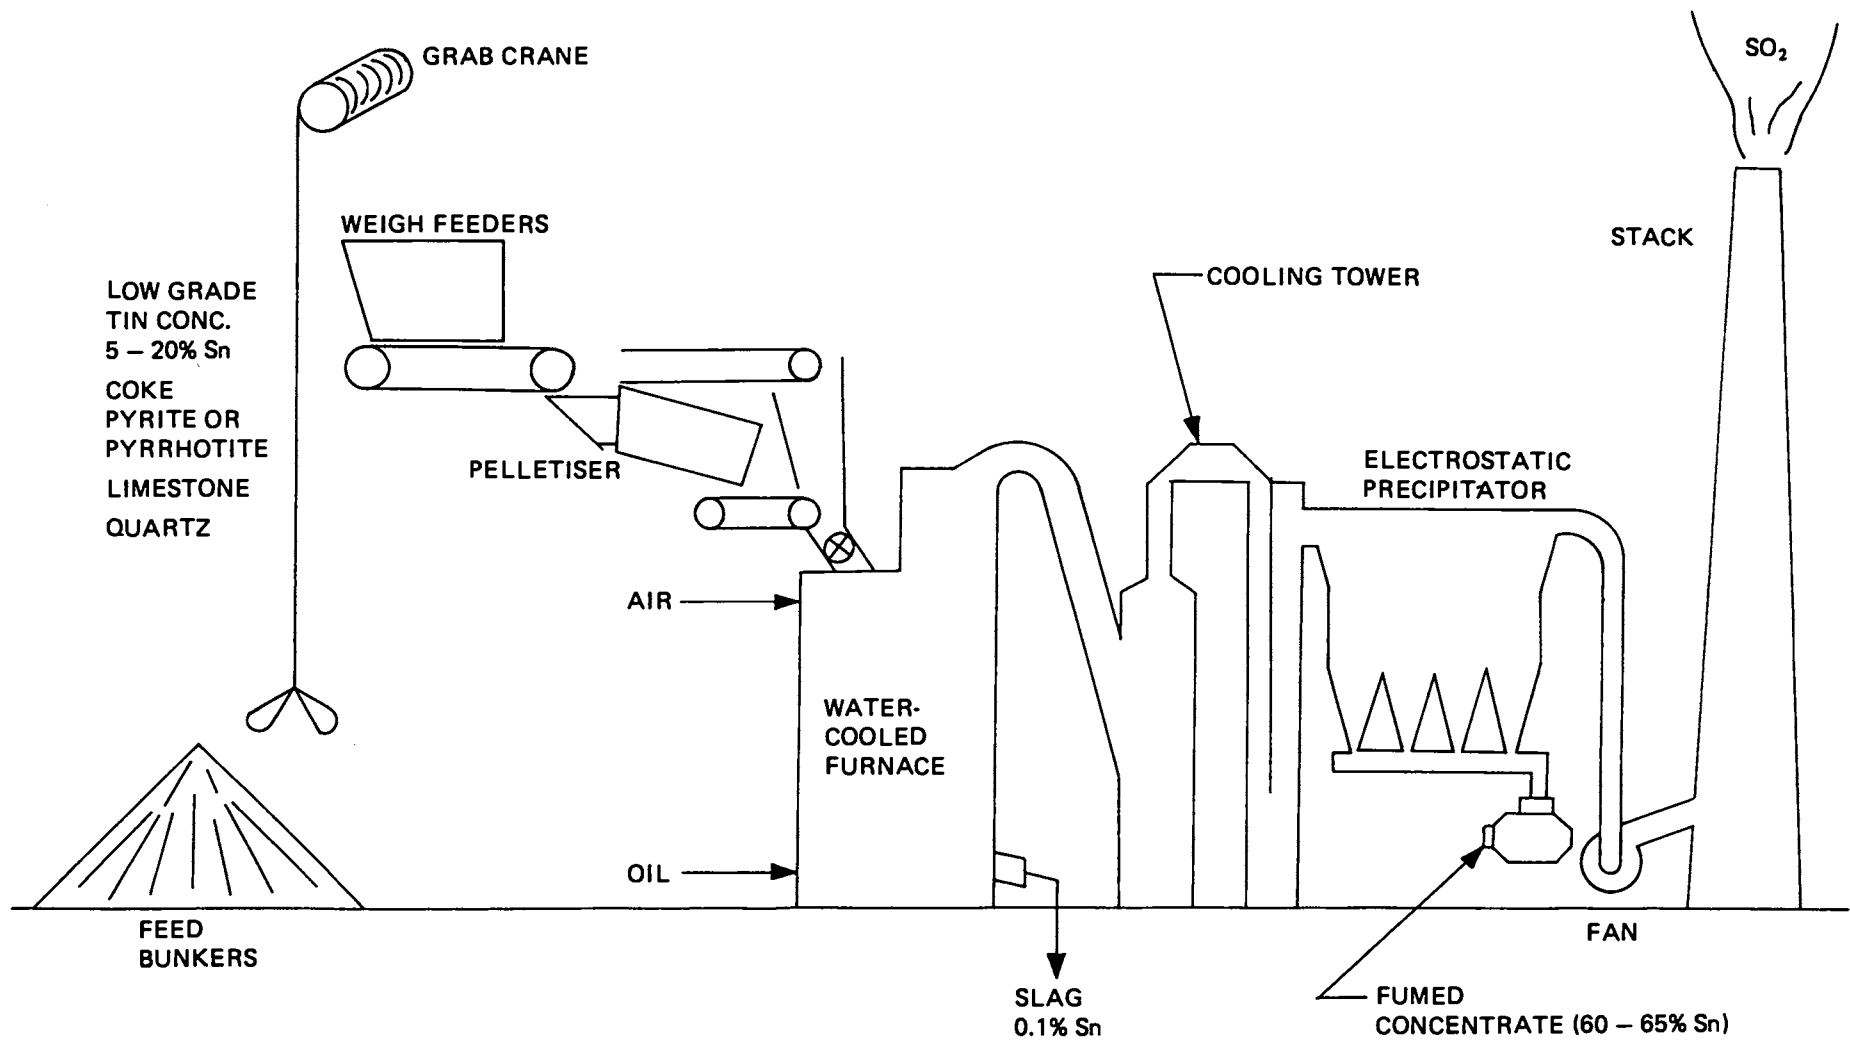 GRAB CRANE
SO₂
WEIGH FEEDERS
STACK
COOLING TOWER
LOW GRADE
TIN CONC.
5 – 20% Sn
COKE
PYRITE OR
PYRRHOTITE
LIMESTONE
QUARTZ
PELLETISER
ELECTROSTATIC
PRECIPITATOR
AIR
WATER-
COOLED
FURNACE
OIL
FEED
BUNKERS
FAN
SLAG
0.1% Sn
FUMED
CONCENTRATE (60 – 65% Sn)